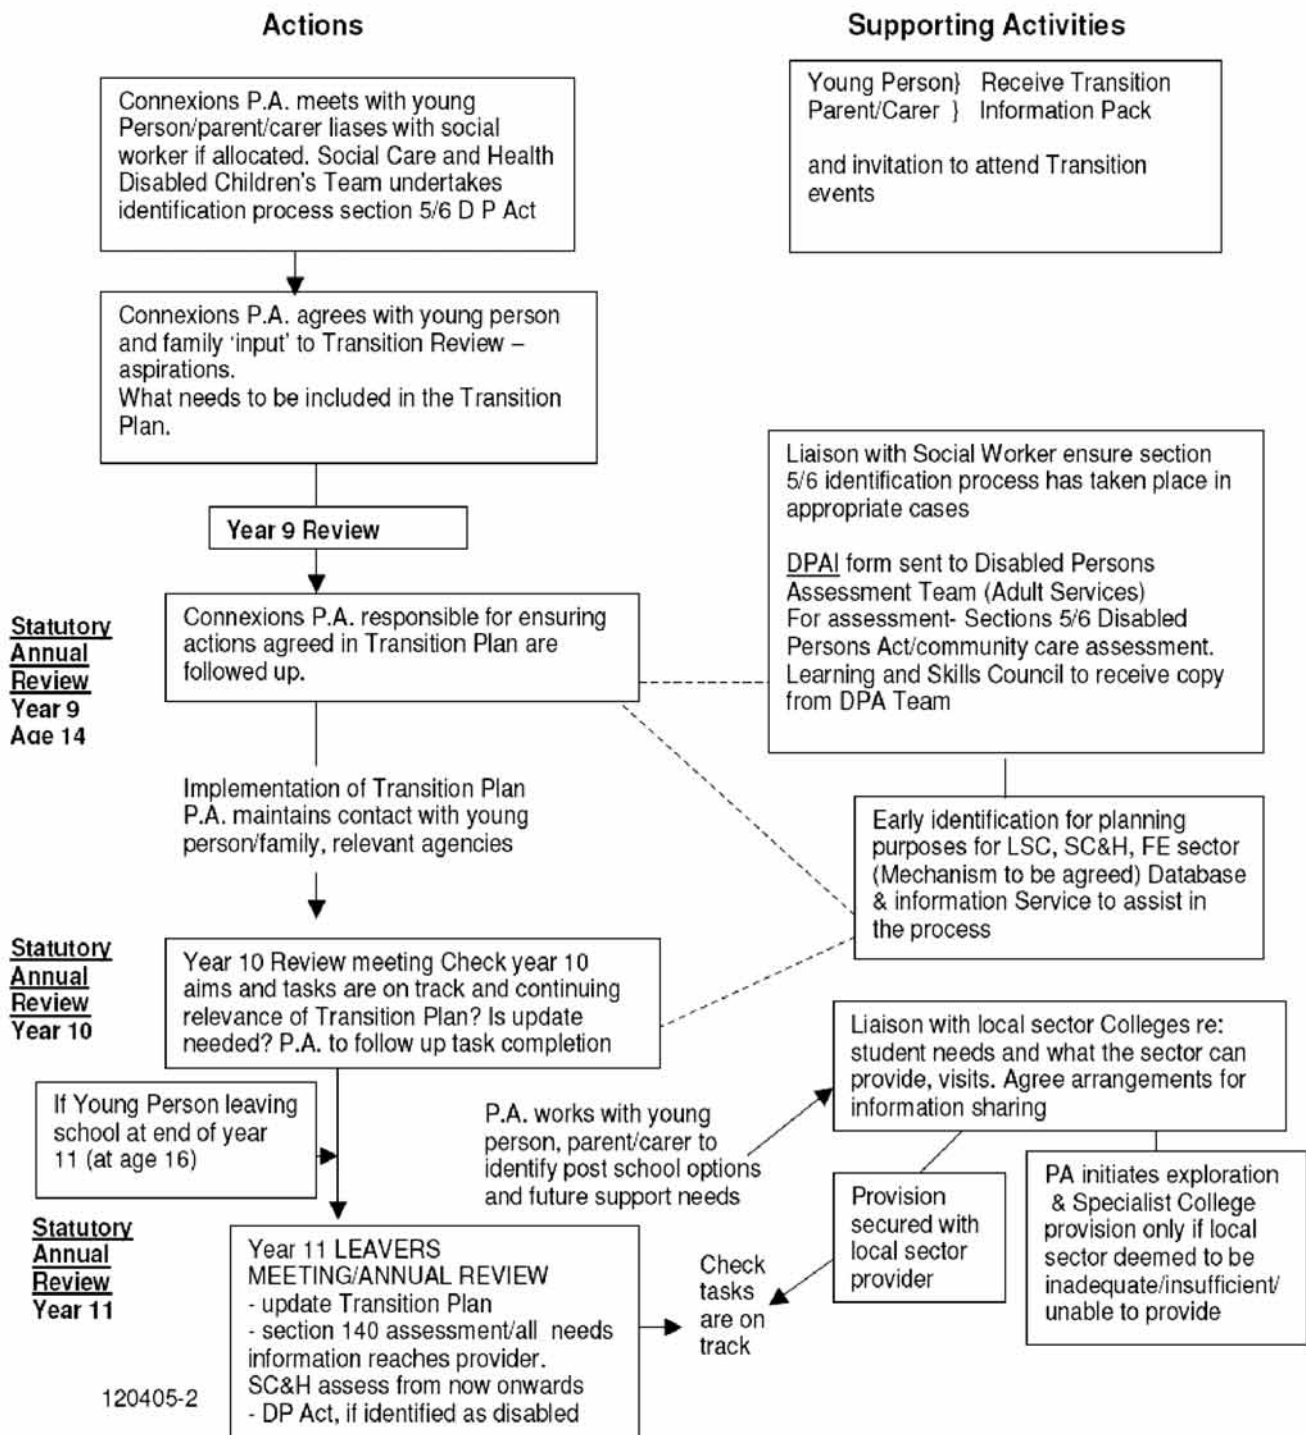 Actions
Supporting Activities
Connexions P.A. meets with young
Person/parent/carer liases with social
worker if allocated. Social Care and Health
Disabled Children's Team undertakes
identification process section 5/6 D P Act
Young Person} Receive Transition
Parent/Carer } Information Pack
and invitation to attend Transition
events
Connexions P.A. agrees with young person
and family ‘input’ to Transition Review –
aspirations.
What needs to be included in the Transition
Plan.
Year 9 Review
Liaison with Social Worker ensure section
5/6 identification process has taken place in
appropriate cases
DPAI form sent to Disabled Persons
Assessment Team (Adult Services)
For assessment- Sections 5/6 Disabled
Persons Act/community care assessment.
Learning and Skills Council to receive copy
from DPA Team
Statutory
Annual
Review
Year 9
Age 14
Connexions P.A. responsible for ensuring
actions agreed in Transition Plan are
followed up.
Implementation of Transition Plan
P.A. maintains contact with young
person/family, relevant agencies
Early identification for planning
purposes for LSC, SC&H, FE sector
(Mechanism to be agreed) Database
& information Service to assist in
the process
Statutory
Annual
Review
Year 10
Year 10 Review meeting Check year 10
aims and tasks are on track and continuing
relevance of Transition Plan? Is update
needed? P.A. to follow up task completion
Liaison with local sector Colleges re:
student needs and what the sector can
provide, visits. Agree arrangements for
information sharing
If Young Person leaving
school at end of year
11 (at age 16)
P.A. works with young
person, parent/carer to
identify post school options
and future support needs
Provision
secured with
local sector
provider
PA initiates exploration
& Specialist College
provision only if local
sector deemed to be
inadequate/insufficient/
unable to provide
Statutory
Annual
Review
Year 11
Year 11 LEAVERS
MEETING/ANNUAL REVIEW
- update Transition Plan
- section 140 assessment/all needs
information reaches provider.
SC&H assess from now onwards
- DP Act, if identified as disabled
Check
tasks
are on
track
120405-2